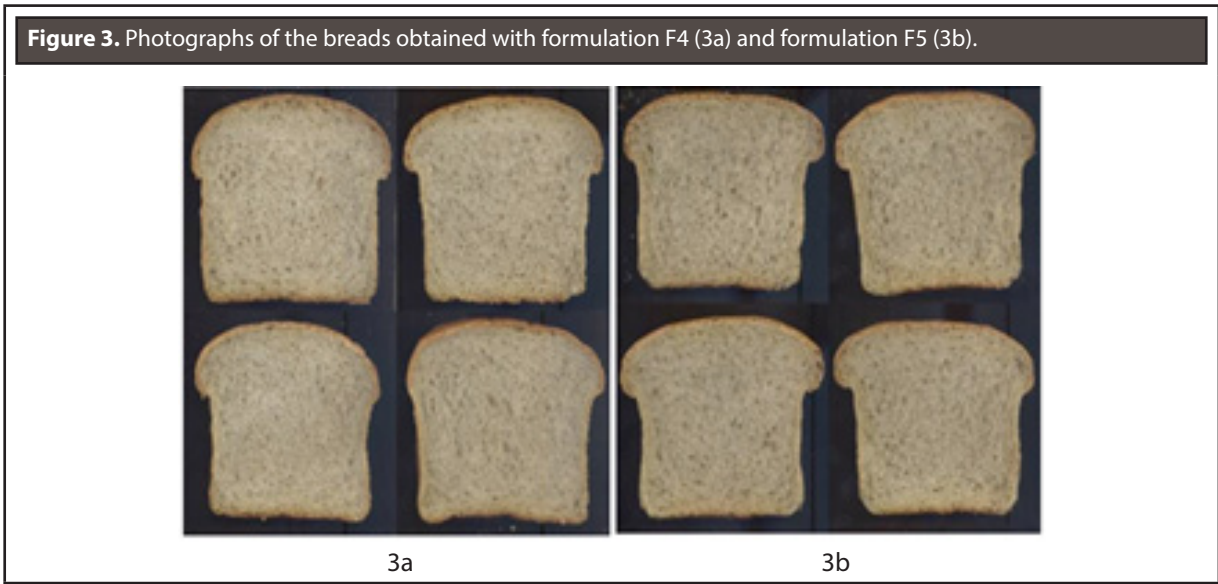 Figure 3. Photographs of the breads obtained with formulation F4 (3a) and formulation F5 (3b).
3a
3b